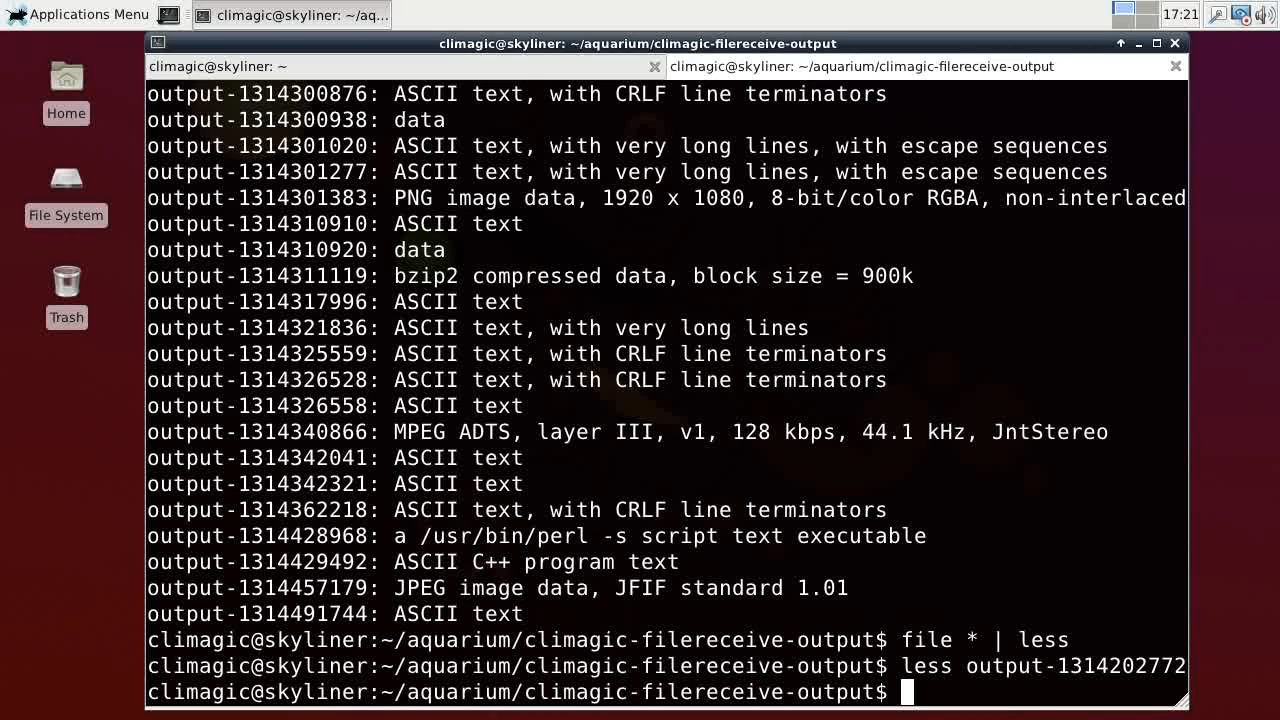 Applications Menu
climagic@skyliner: ~/aq...
17:21
climagic@skyliner: ~/aquarium/climagic-filereceive-output
climagic@skyliner: ~
climagic@skyliner: ~/aquarium/climagic-filereceive-output
Home
File System
Trash
output-1314300876: ASCII text, with CRLF line terminators
output-1314300938: data
output-1314301020: ASCII text, with very long lines, with escape sequences
output-1314301277: ASCII text, with very long lines, with escape sequences
output-1314301383: PNG image data, 1920 x 1080, 8-bit/color RGBA, non-interlaced
output-1314310910: ASCII text
output-1314310920: data
output-1314311119: bzip2 compressed data, block size = 900k
output-1314317996: ASCII text
output-1314321836: ASCII text, with very long lines
output-1314325559: ASCII text, with CRLF line terminators
output-1314326528: ASCII text, with CRLF line terminators
output-1314326558: ASCII text
output-1314340866: MPEG ADTS, layer III, v1, 128 kbps, 44.1 kHz, JntStereo
output-1314342041: ASCII text
output-1314342321: ASCII text
output-1314362218: ASCII text, with CRLF line terminators
output-1314428968: a /usr/bin/perl -s script text executable
output-1314429492: ASCII C++ program text
output-1314457179: JPEG image data, JFIF standard 1.01
output-1314491744: ASCII text
climagic@skyliner:~/aquarium/climagic-filereceive-output$ file * | less
climagic@skyliner:~/aquarium/climagic-filereceive-output$ less output-1314202772
climagic@skyliner:~/aquarium/climagic-filereceive-output$